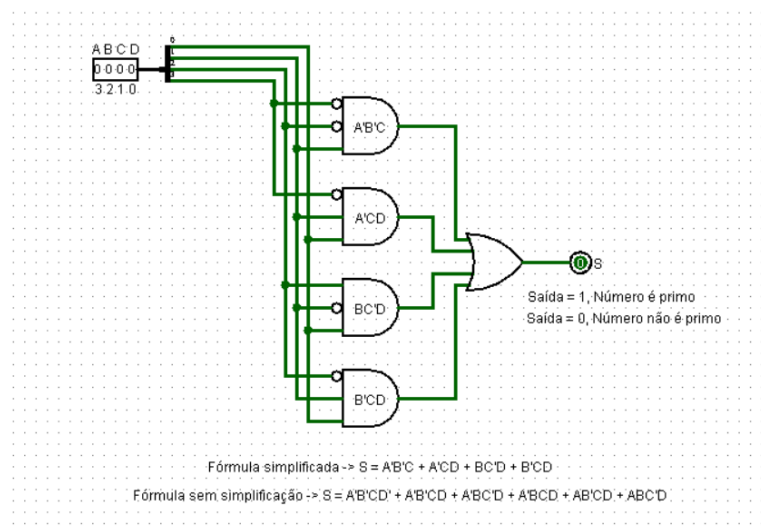 0
1
2
3
A B C D
0 0 0 0
3 2 1 0
A'B'C
A'CD
BC'D
B'CD
0 S
Saída = 1, Número é primo
Saída = 0, Número não é primo
Fórmula simplificada -> S = A'B'C + A'CD + BC'D + B'CD
Fórmula sem simplificação -> S = A'B'CD' + A'B'CD + A'BC'D + A'BCD + AB'CD + ABC'D